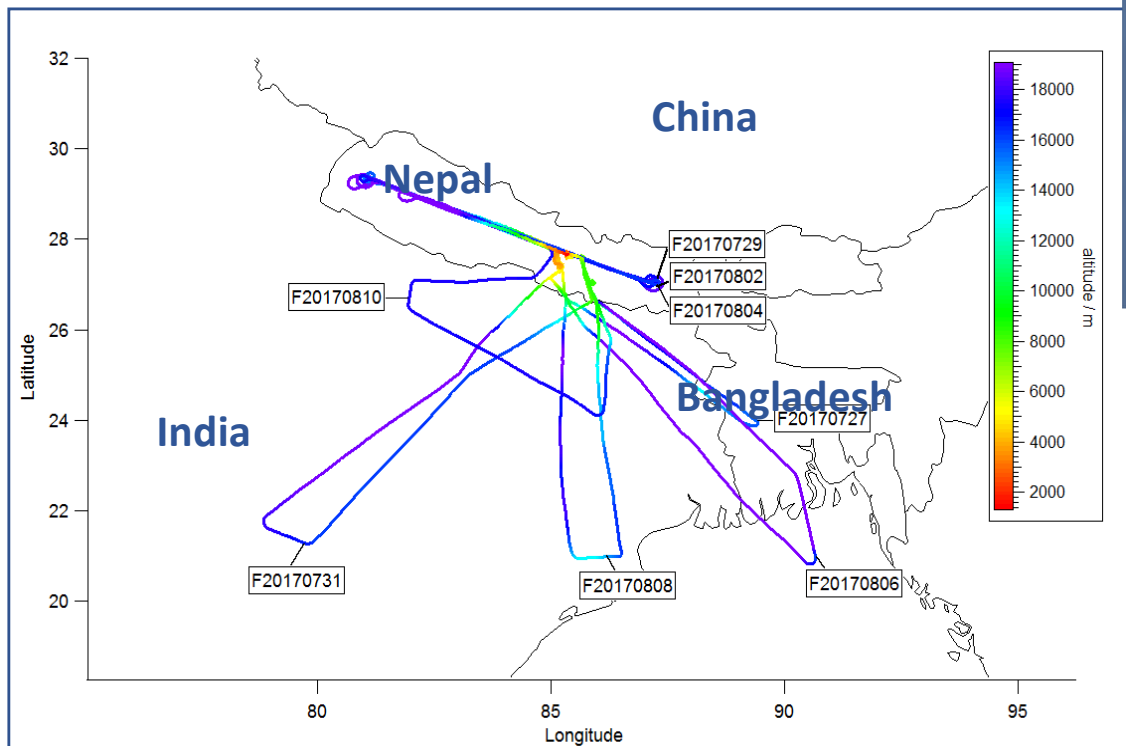 32
30
28
26
24
22
20
Latitude
80
85
90
95
Longitude
China
Nepal
India
Bangladesh
F20170729
F20170802
F20170804
F20170810
F20170727
F20170731
F20170808
F20170806
18000
16000
14000
12000
10000
8000
6000
4000
2000
altitude / m